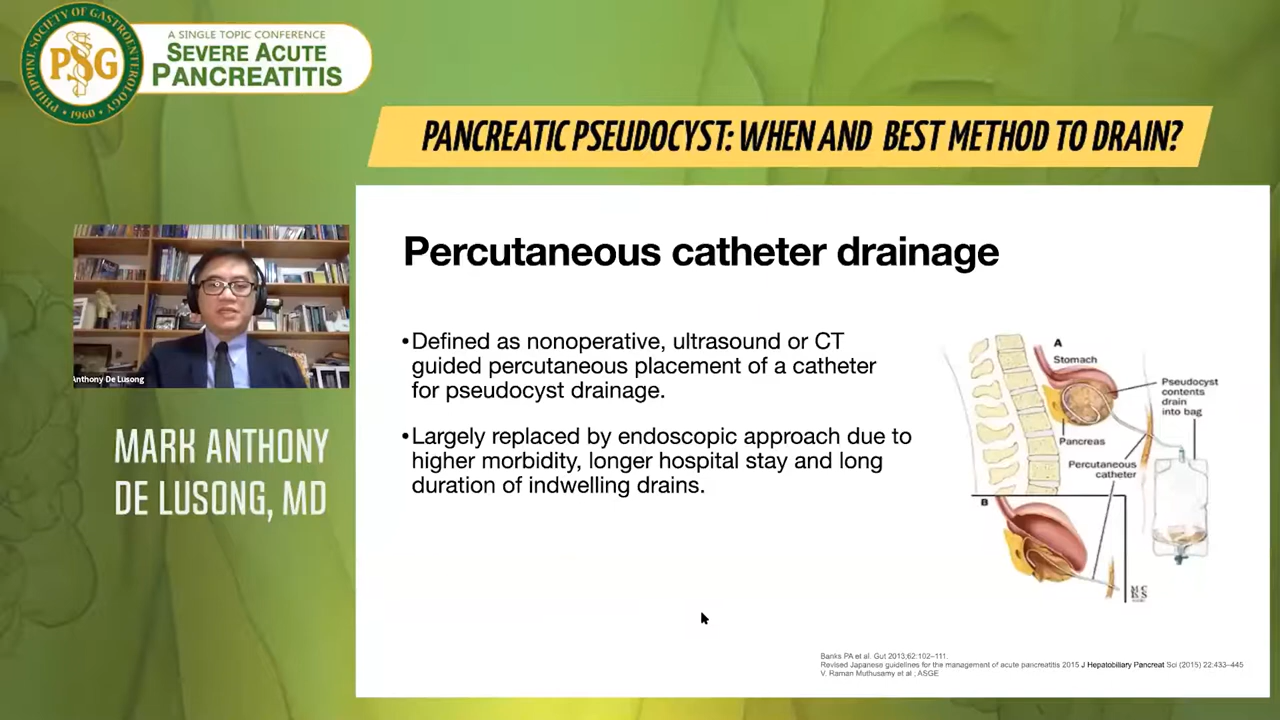 PHILIPPINE SOCIETY OF GASTROENTEROLOGY
PSG
1960
A SINGLE TOPIC CONFERENCE
SEVERE ACUTE
PANCREATITIS
PANCREATIC PSEUDOCYST: WHEN AND BEST METHOD TO DRAIN?
Anthony De Lusong
MARK ANTHONY
DE LUSONG, MD
Percutaneous catheter drainage
•Defined as nonoperative, ultrasound or CT
guided percutaneous placement of a catheter
for pseudocyst drainage.
•Largely replaced by endoscopic approach due to
higher morbidity, longer hospital stay and long
duration of indwelling drains.
A
Stomach
Pseudocyst
contents
drain
into bag
Pancreas
Percutaneous
catheter
B
Banks PA et al. Gut 2013;62:102–111.
Revised Japanese guidelines for the management of acute pancreatitis 2015 J Hepatobiliary Pancreat Sci (2015) 22:433–445
V. Raman Muthusamy et al ; ASGE